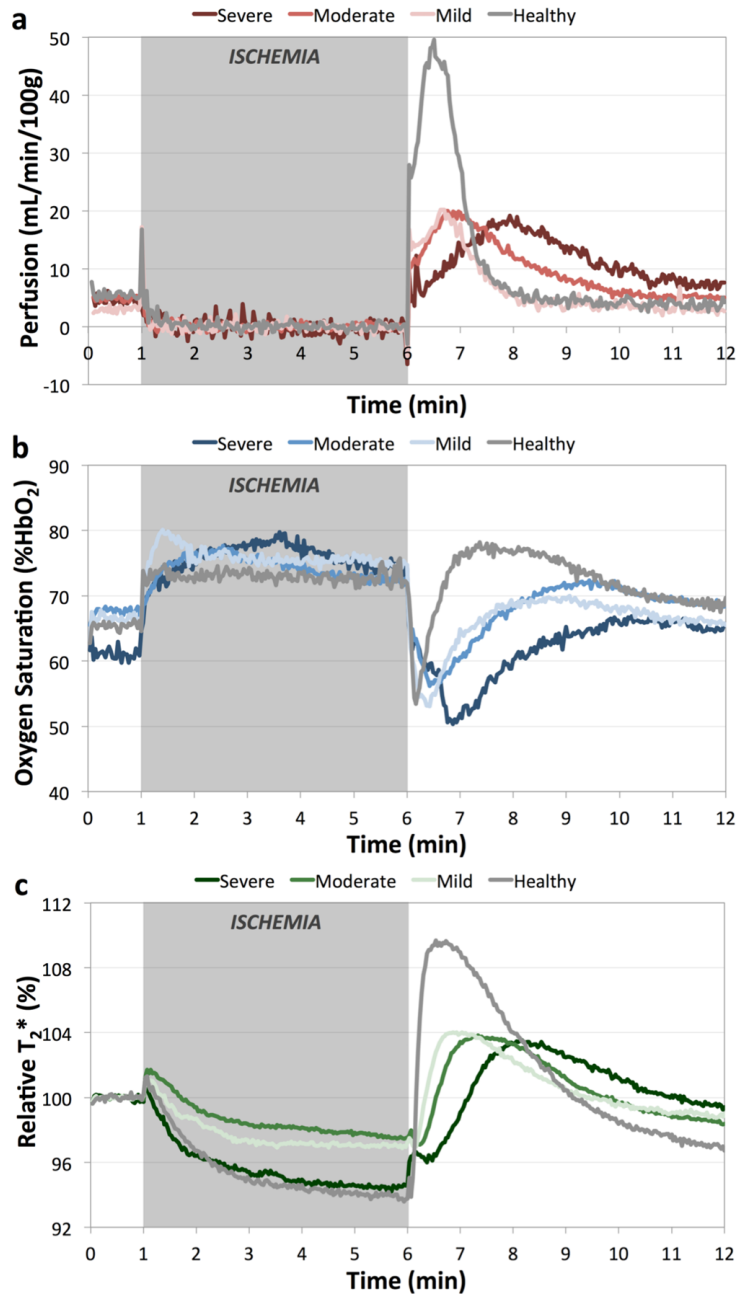 a
Severe Moderate Mild Healthy
ISCHEMIA
Perfusion (mL/min/100g)
50
40
30
20
10
0
-10
0 1 2 3 4 5 6 7 8 9 10 11 12
Time (min)
b
Severe Moderate Mild Healthy
ISCHEMIA
Oxygen Saturation (%HbO₂)
90
80
70
60
50
40
0 1 2 3 4 5 6 7 8 9 10 11 12
Time (min)
c
Severe Moderate Mild Healthy
ISCHEMIA
Relative T₂* (%)
112
108
104
100
96
92
0 1 2 3 4 5 6 7 8 9 10 11 12
Time (min)